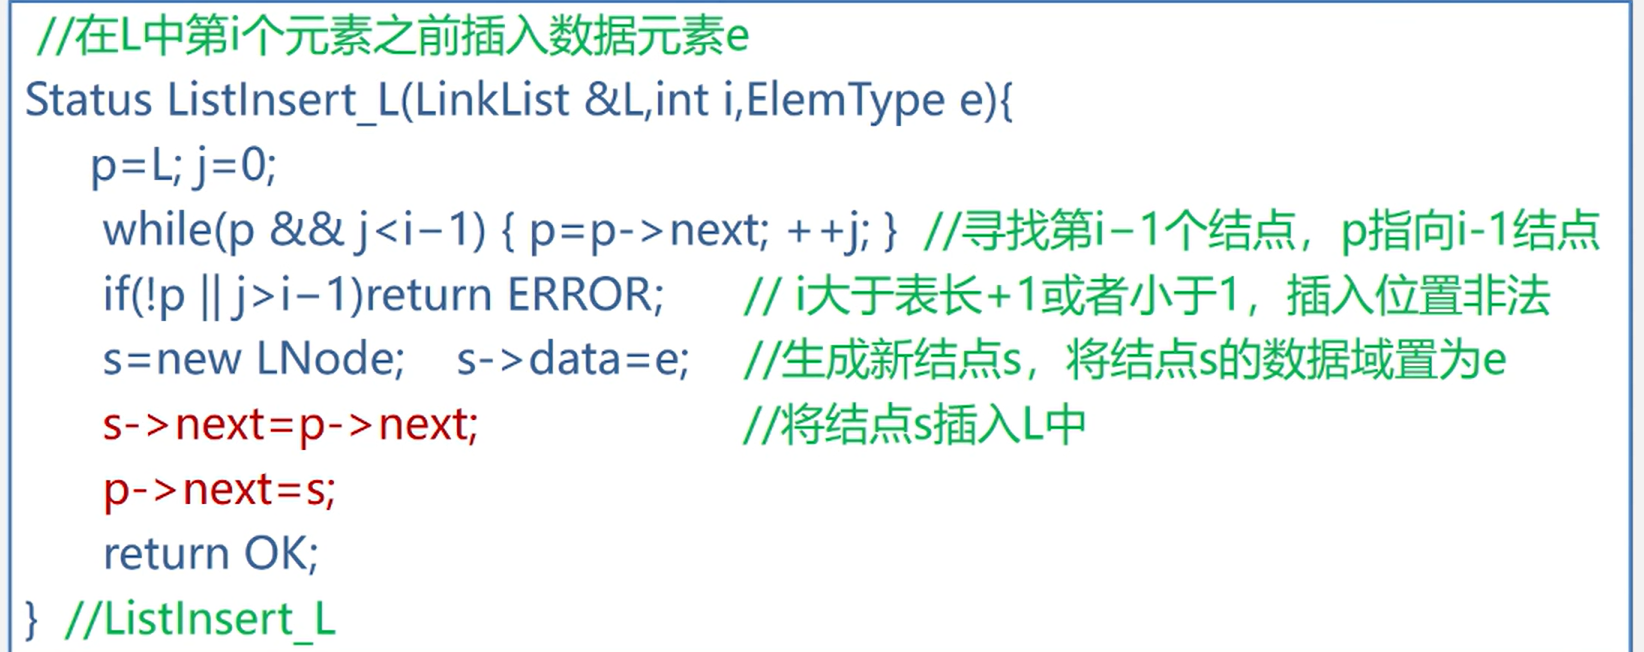 //在L中第i个元素之前插入数据元素e
Status ListInsert_L(LinkList &L,int i,ElemType e){
p=L; j=0;
while(p && j<i−1) { p=p->next; ++j; } //寻找第i−1个结点，p指向i-1结点
if(!p || j>i−1)return ERROR; // i大于表长+1或者小于1，插入位置非法
s=new LNode; s->data=e; //生成新结点s，将结点s的数据域置为e
s->next=p->next; //将结点s插入L中
p->next=s;
return OK;
} //ListInsert_L